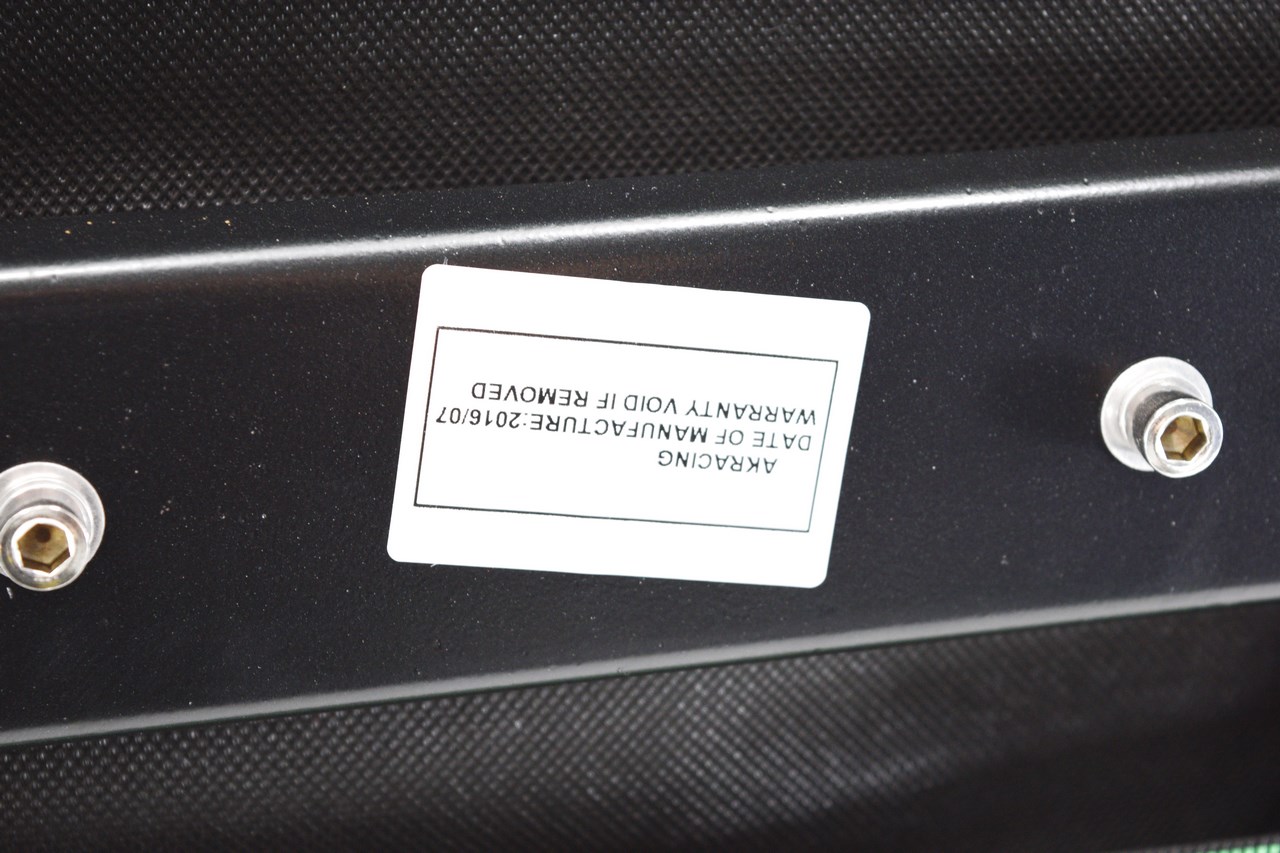 AKRACING
DATE OF MANUFACTURE:2016/07
WARRANTY VOID IF REMOVED